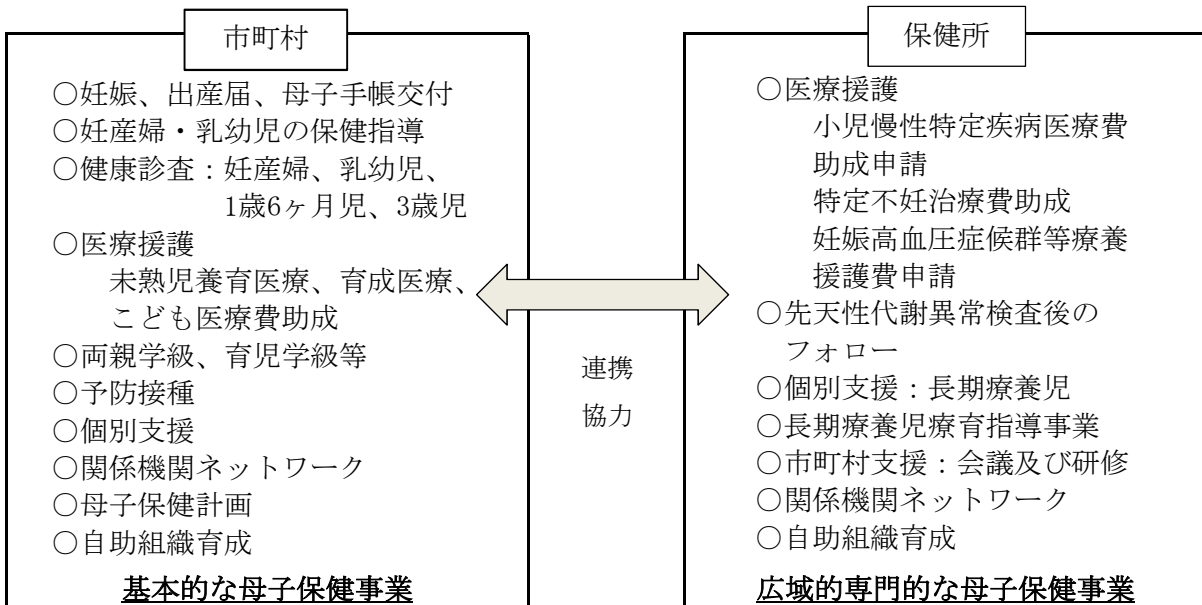 市町村
○妊娠、出産届、母子手帳交付
○妊産婦・乳幼児の保健指導
○健康診査：妊産婦、乳幼児、
1歳6ヶ月児、3歳児
○医療援護
未熟児養育医療、育成医療、
こども医療費助成
○両親学級、育児学級等
○予防接種
○個別支援
○関係機関ネットワーク
○母子保健計画
○自助組織育成
基本的な母子保健事業
連携
協力
保健所
○医療援護
小児慢性特定疾病医療費
助成申請
特定不妊治療費助成
妊娠高血圧症候群等療養
援護費申請
○先天性代謝異常検査後の
フォロー
○個別支援：長期療養児
○長期療養児療育指導事業
○市町村支援：会議及び研修
○関係機関ネットワーク
○自助組織育成
広域的専門的な母子保健事業